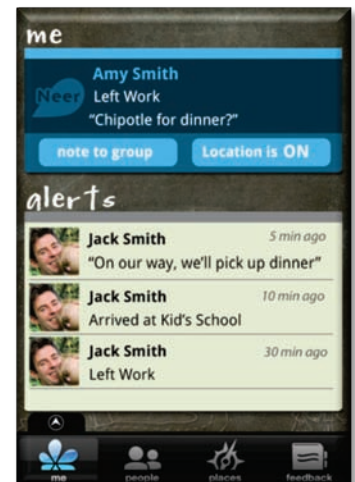 me
Neer
Amy Smith
Left Work
“Chipotle for dinner?”
note to group Location is ON
alerts
Jack Smith 5 min ago
“On our way, we’ll pick up dinner”
Jack Smith 10 min ago
Arrived at Kid’s School
Jack Smith 30 min ago
Left Work
me people places feedback